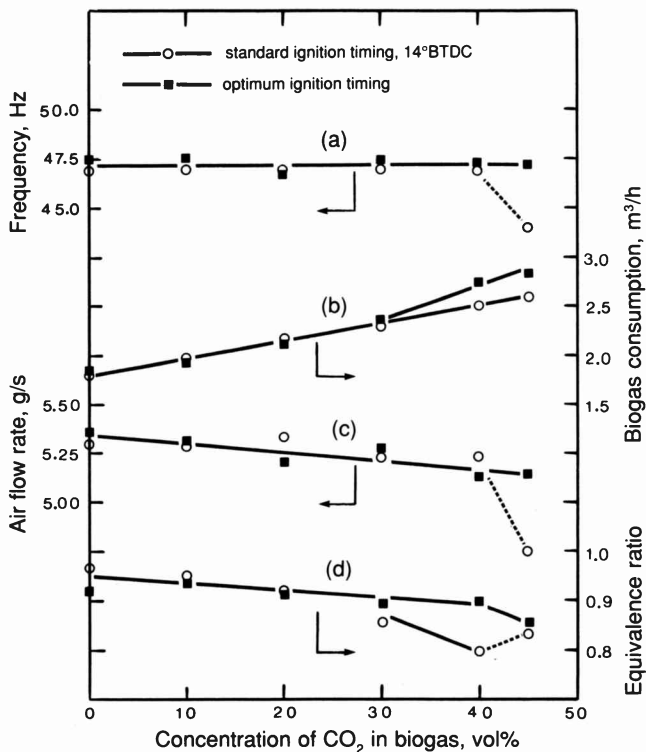 standard ignition timing, 14°BTDC
optimum ignition timing
Frequency, Hz
50.0
47.5
45.0
(a)
Biogas consumption, m³/h
3.0
2.5
2.0
1.5
(b)
Air flow rate, g/s
5.50
5.25
5.00
(c)
Equivalence ratio
1.0
0.9
0.8
(d)
0 10 20 30 40 50
Concentration of CO₂ in biogas, vol%